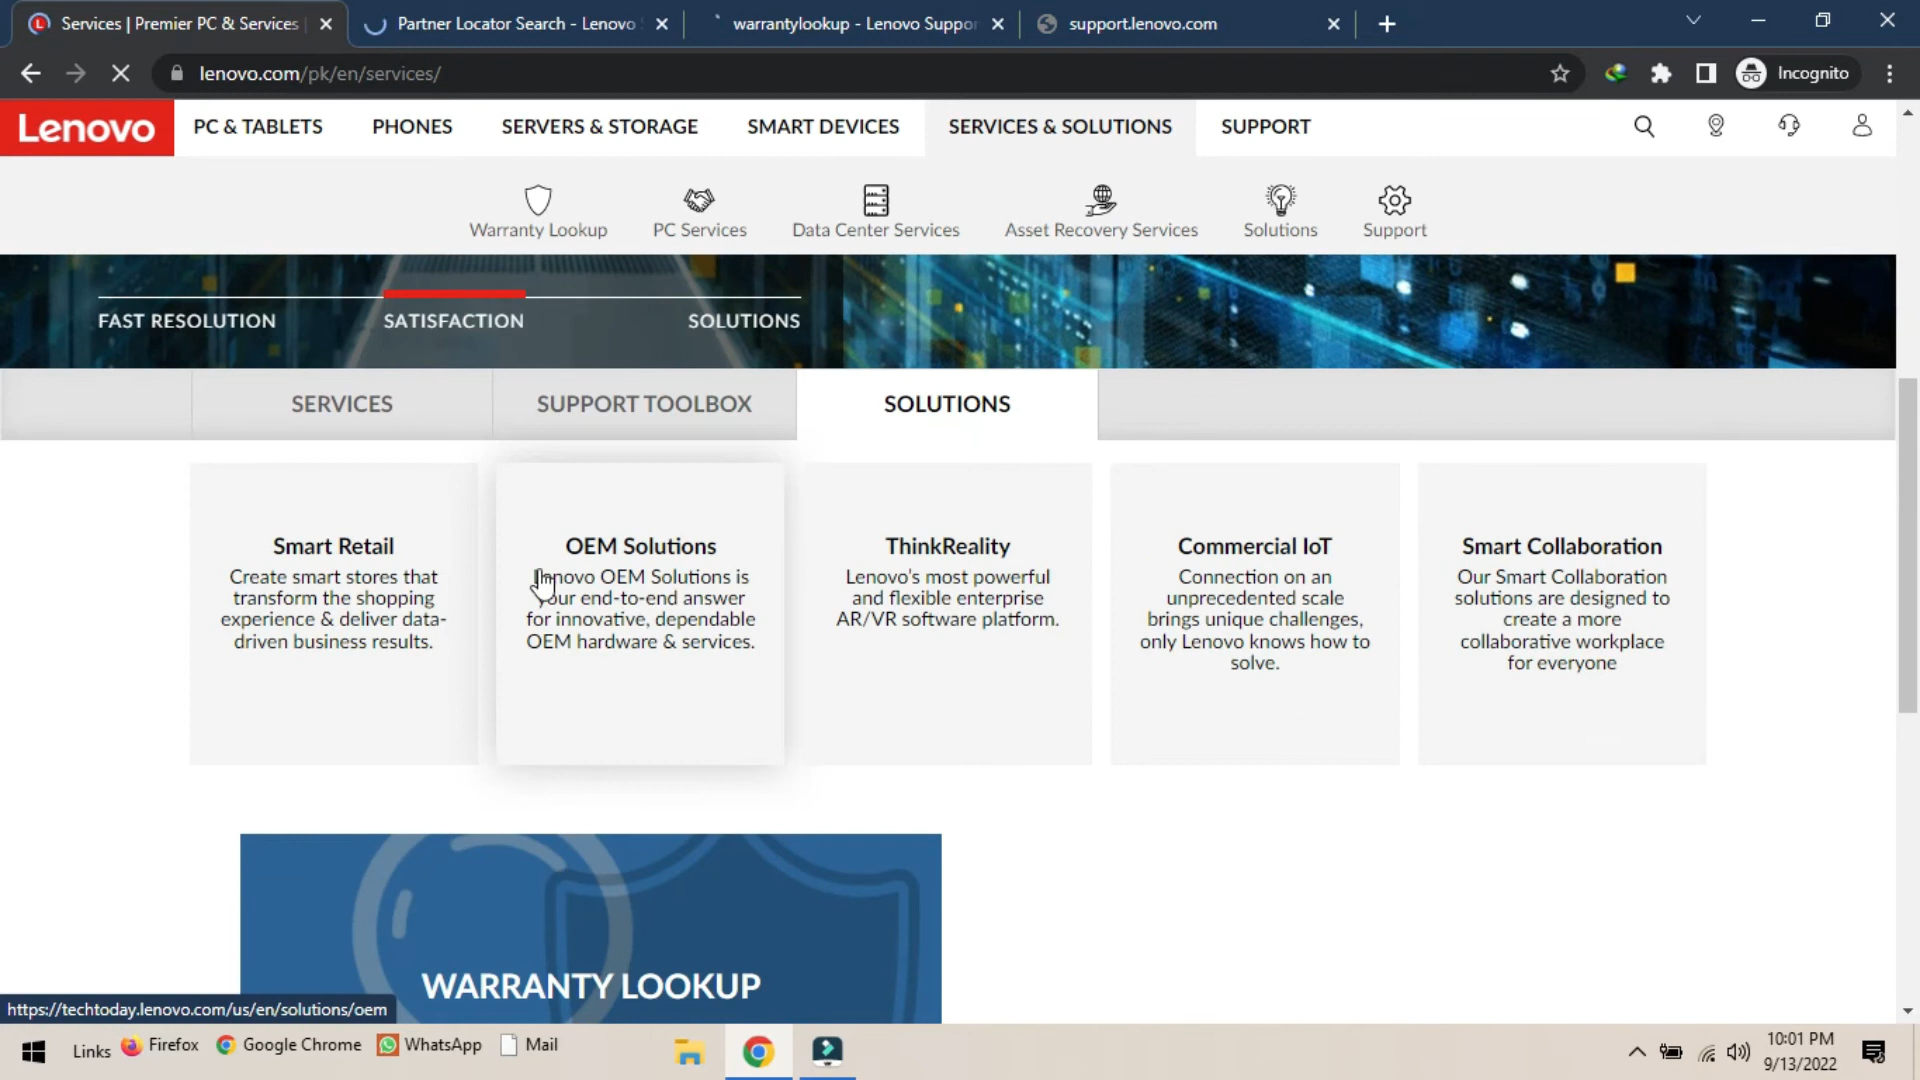 Services | Premier PC & Services
Partner Locator Search - Lenovo
warrantylookup - Lenovo Suppor
support.lenovo.com
lenovo.com/pk/en/services/
Incognito
Lenovo
PC & TABLETS
PHONES
SERVERS & STORAGE
SMART DEVICES
SERVICES & SOLUTIONS
SUPPORT
Warranty Lookup
PC Services
Data Center Services
Asset Recovery Services
Solutions
Support
FAST RESOLUTION
SATISFACTION
SOLUTIONS
SERVICES
SUPPORT TOOLBOX
SOLUTIONS
Smart Retail
Create smart stores that
transform the shopping
experience & deliver data-
driven business results.
OEM Solutions
Lenovo OEM Solutions is
your end-to-end answer
for innovative, dependable
OEM hardware & services.
ThinkReality
Lenovo's most powerful
and flexible enterprise
AR/VR software platform.
Commercial IoT
Connection on an
unprecedented scale
brings unique challenges,
only Lenovo knows how to
solve.
Smart Collaboration
Our Smart Collaboration
solutions are designed to
create a more
collaborative workplace
for everyone
WARRANTY LOOKUP
https://techtoday.lenovo.com/us/en/solutions/oem
Links
Firefox
Google Chrome
WhatsApp
Mail
10:01 PM
9/13/2022